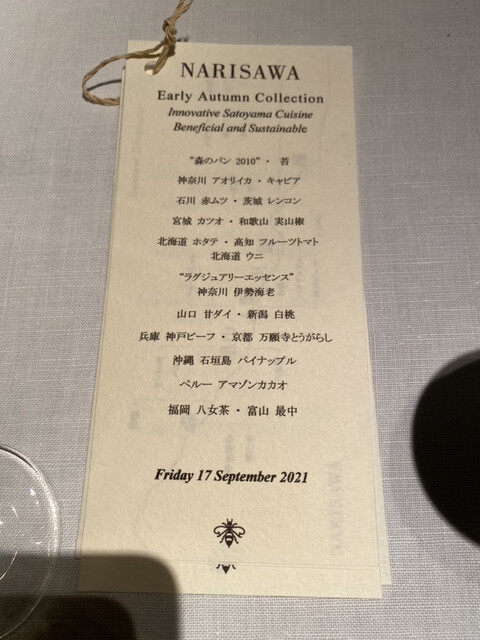 NARISAWA
Early Autumn Collection
Innovative Satoyama Cuisine
Beneficial and Sustainable
“森のパン 2010”・ 苔
神奈川 アオリイカ・キャビア
石川 赤ムツ・茨城 レンコン
宮城 カツオ・和歌山 実山椒
北海道 ホタテ・高知 フルーツトマト
北海道 ウニ
“ラグジュアリーエッセンス”
神奈川 伊勢海老
山口 甘ダイ・新潟 白桃
兵庫 神戸ビーフ・京都 万願寺とうがらし
沖縄 石垣島 パイナップル
ペルー アマゾンカカオ
福岡 八女茶・富山 最中
Friday 17 September 2021